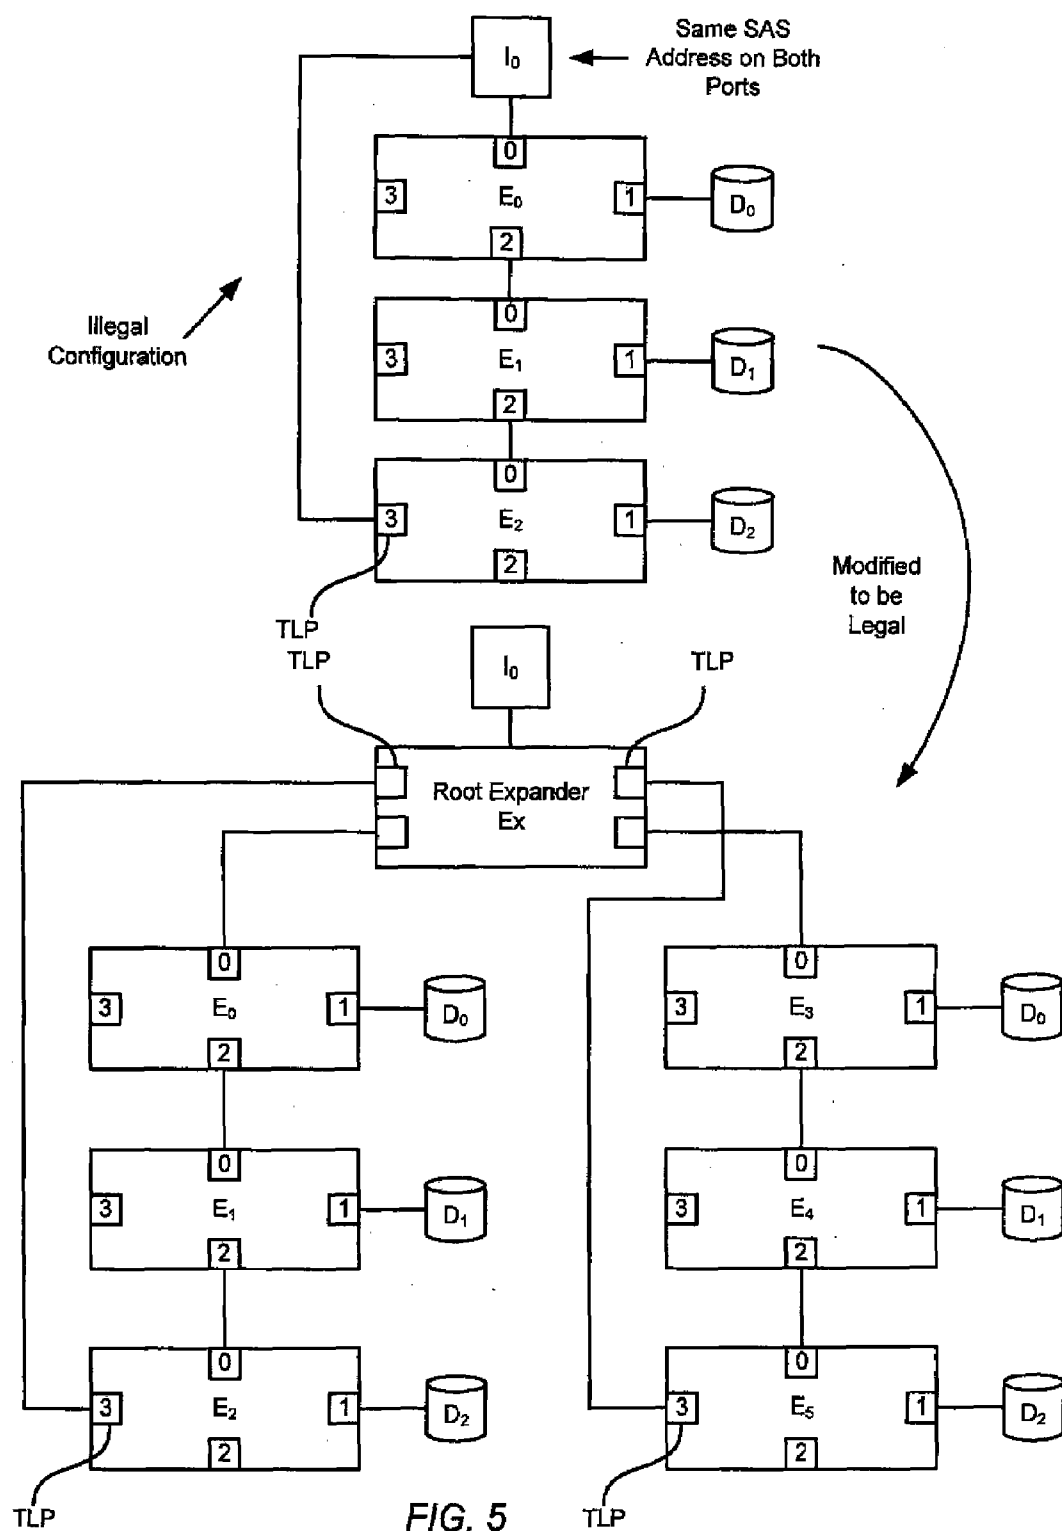 I₀
Same SAS
Address on Both
Ports
0
3 E₀ 1 D₀
2
Illegal
Configuration
0
3 E₁ 1 D₁
2
0
3 E₂ 1 D₂
2
Modified
to be
Legal
TLP
TLP
I₀
TLP
Root Expander
Ex
0
3 E₀ 1 D₀
2
0
3 E₃ 1 D₀
2
0
3 E₁ 1 D₁
2
0
3 E₄ 1 D₁
2
0
3 E₂ 1 D₂
2
0
3 E₅ 1 D₂
2
TLP
FIG. 5
TLP